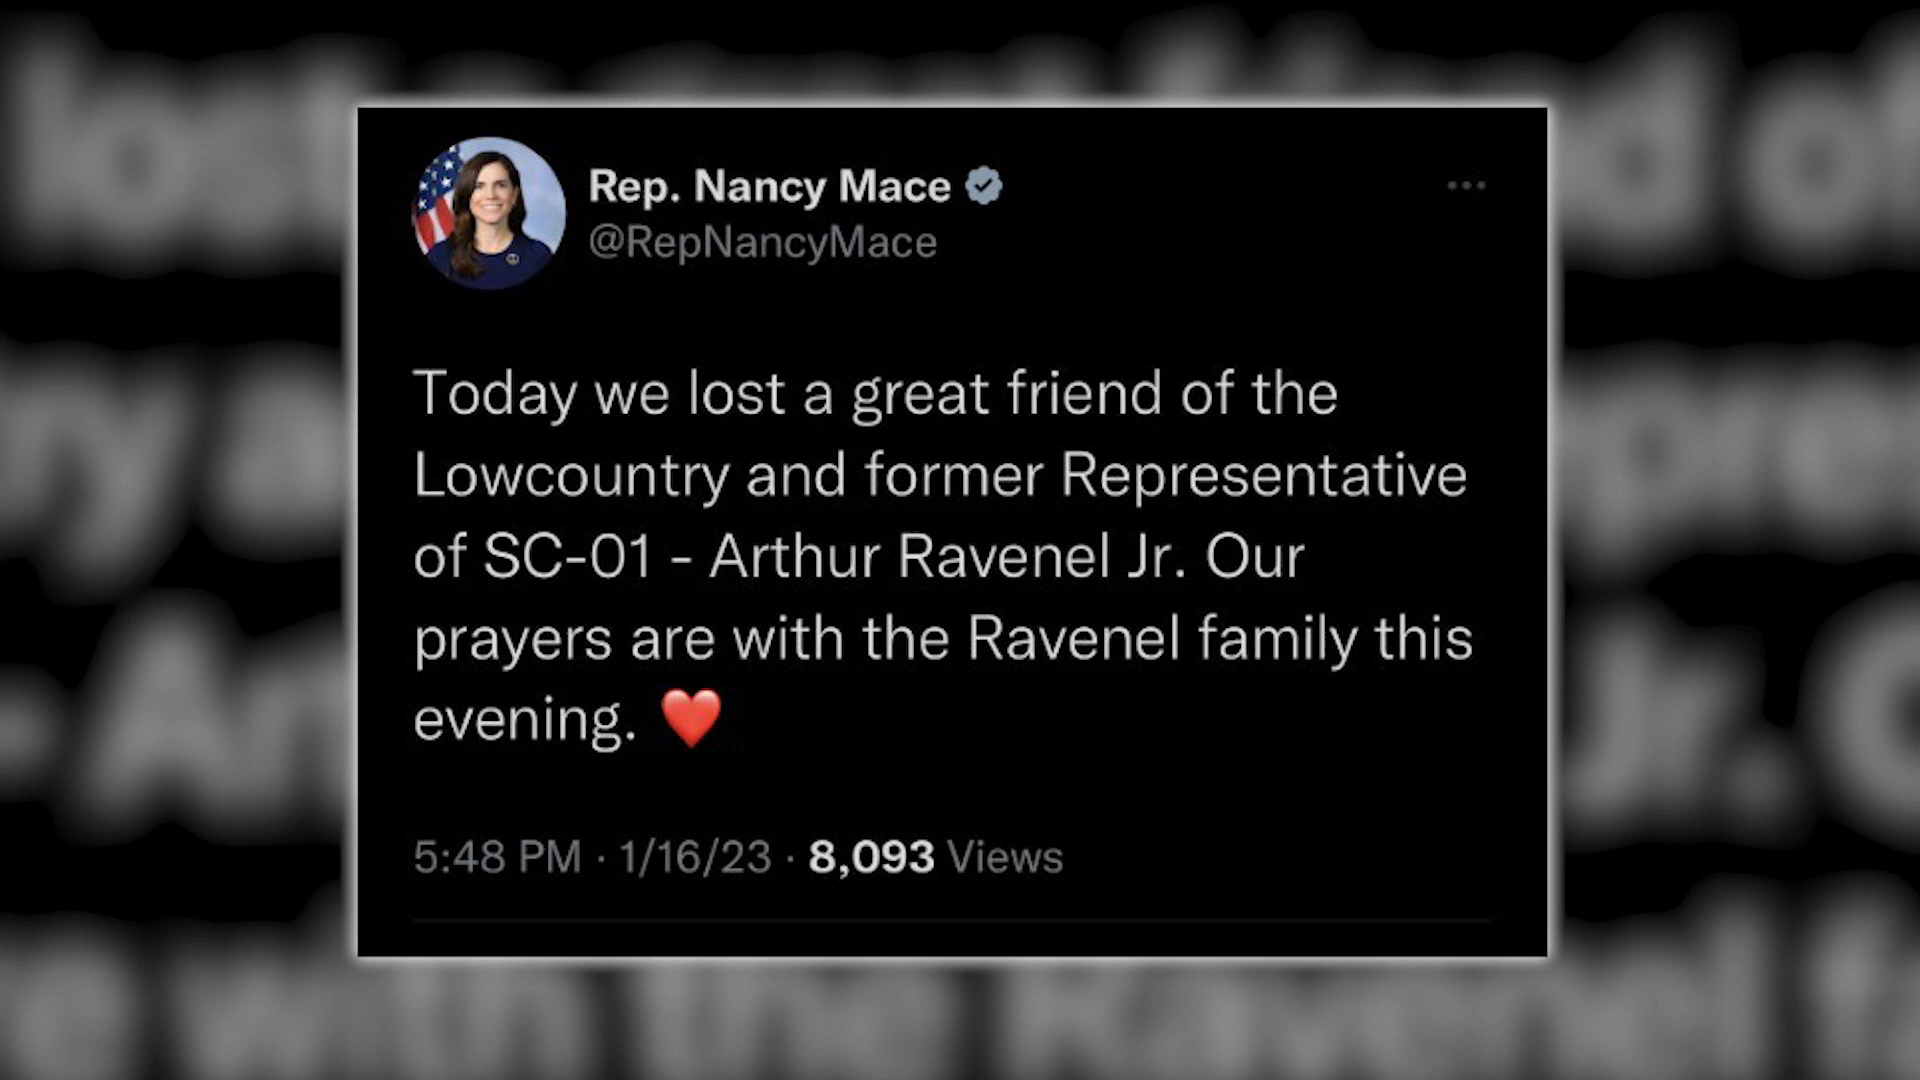 Rep. Nancy Mace
@RepNancyMace
Today we lost a great friend of the
Lowcountry and former Representative
of SC-01 - Arthur Ravenel Jr. Our
prayers are with the Ravenel family this
evening. ❤️
5:48 PM · 1/16/23 · 8,093 Views